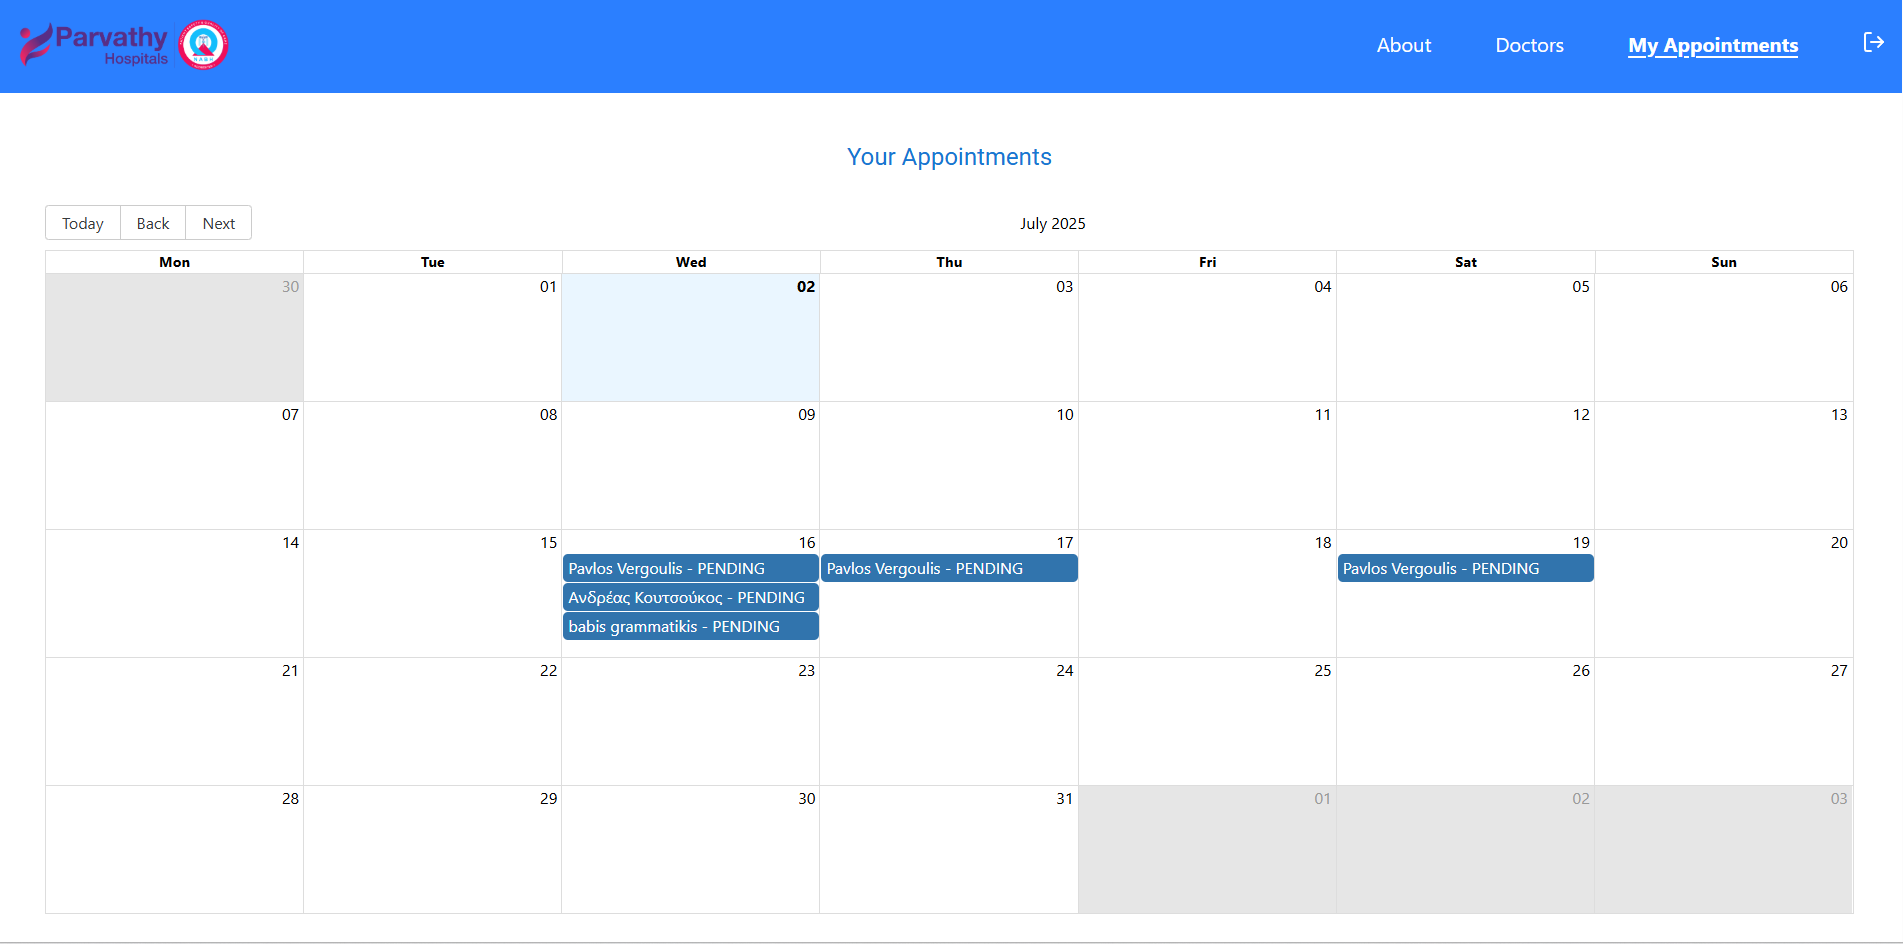 Parvathy
Hospitals
About Doctors My Appointments
Your Appointments
Today Back Next
July 2025
Mon Tue Wed Thu Fri Sat Sun
30 01 02 03 04 05 06
07 08 09 10 11 12 13
14 15 16 17 18 19 20
Pavlos Vergoulis - PENDING Pavlos Vergoulis - PENDING Pavlos Vergoulis - PENDING
Ανδρέας Κουτσούκος - PENDING
babis grammatikis - PENDING
21 22 23 24 25 26 27
28 29 30 31 01 02 03